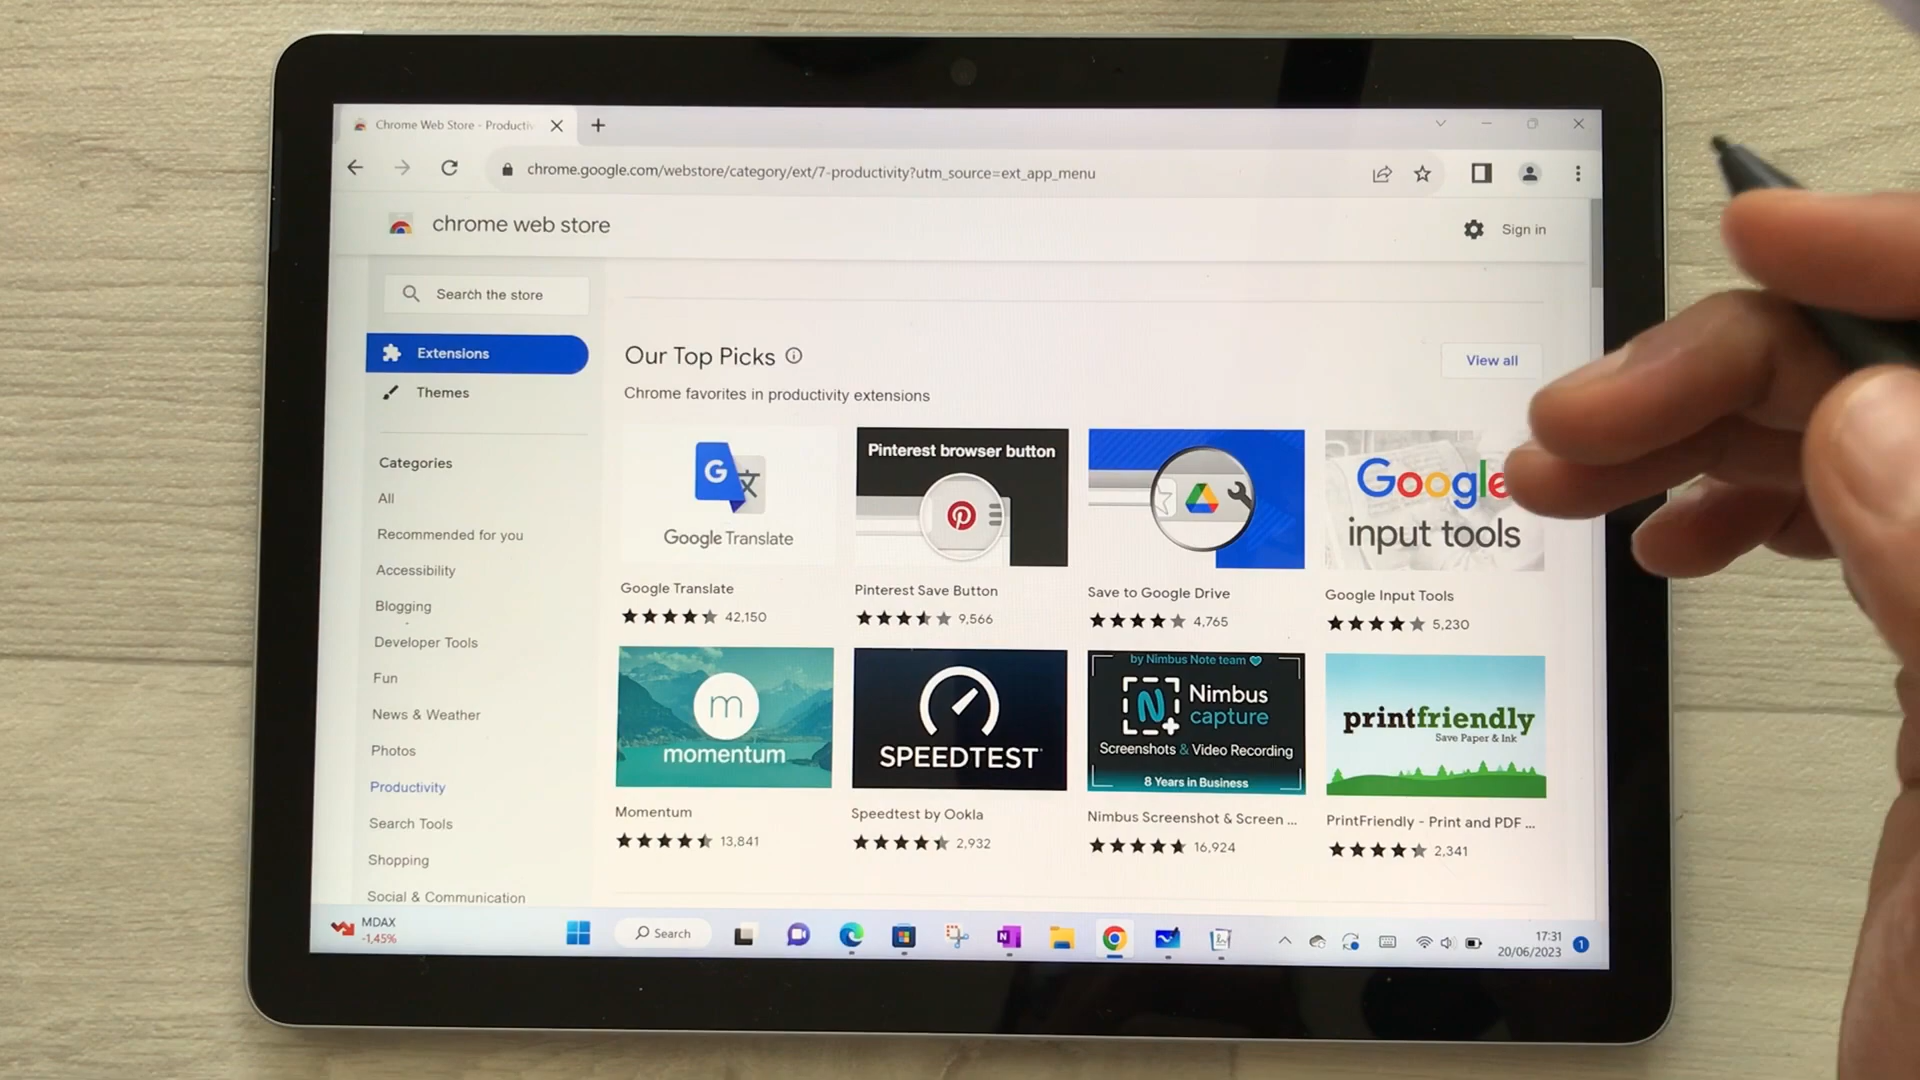 Chrome Web Store - Productiv
chrome.google.com/webstore/category/ext/7-productivity?utm_source=ext_app_menu
chrome web store
Sign in
Search the store
Extensions
Themes
Categories
All
Recommended for you
Accessibility
Blogging
Developer Tools
Fun
News & Weather
Photos
Productivity
Search Tools
Shopping
Social & Communication
Our Top Picks
View all
Chrome favorites in productivity extensions
G
Google Translate
Google Translate
42,150
Pinterest browser button
Pinterest Save Button
9,566
Save to Google Drive
4,765
Google
input tools
Google Input Tools
5,230
m
momentum
Momentum
13,841
SPEEDTEST
Speedtest by Ookla
2,932
by Nimbus Note team
N
Nimbus
capture
Screenshots & Video Recording
8 Years in Business
Nimbus Screenshot & Screen ...
16,924
printfriendly
Save Paper & Ink
PrintFriendly - Print and PDF ...
2,341
MDAX
-1,45%
Search
N
17:31
20/06/2023
1